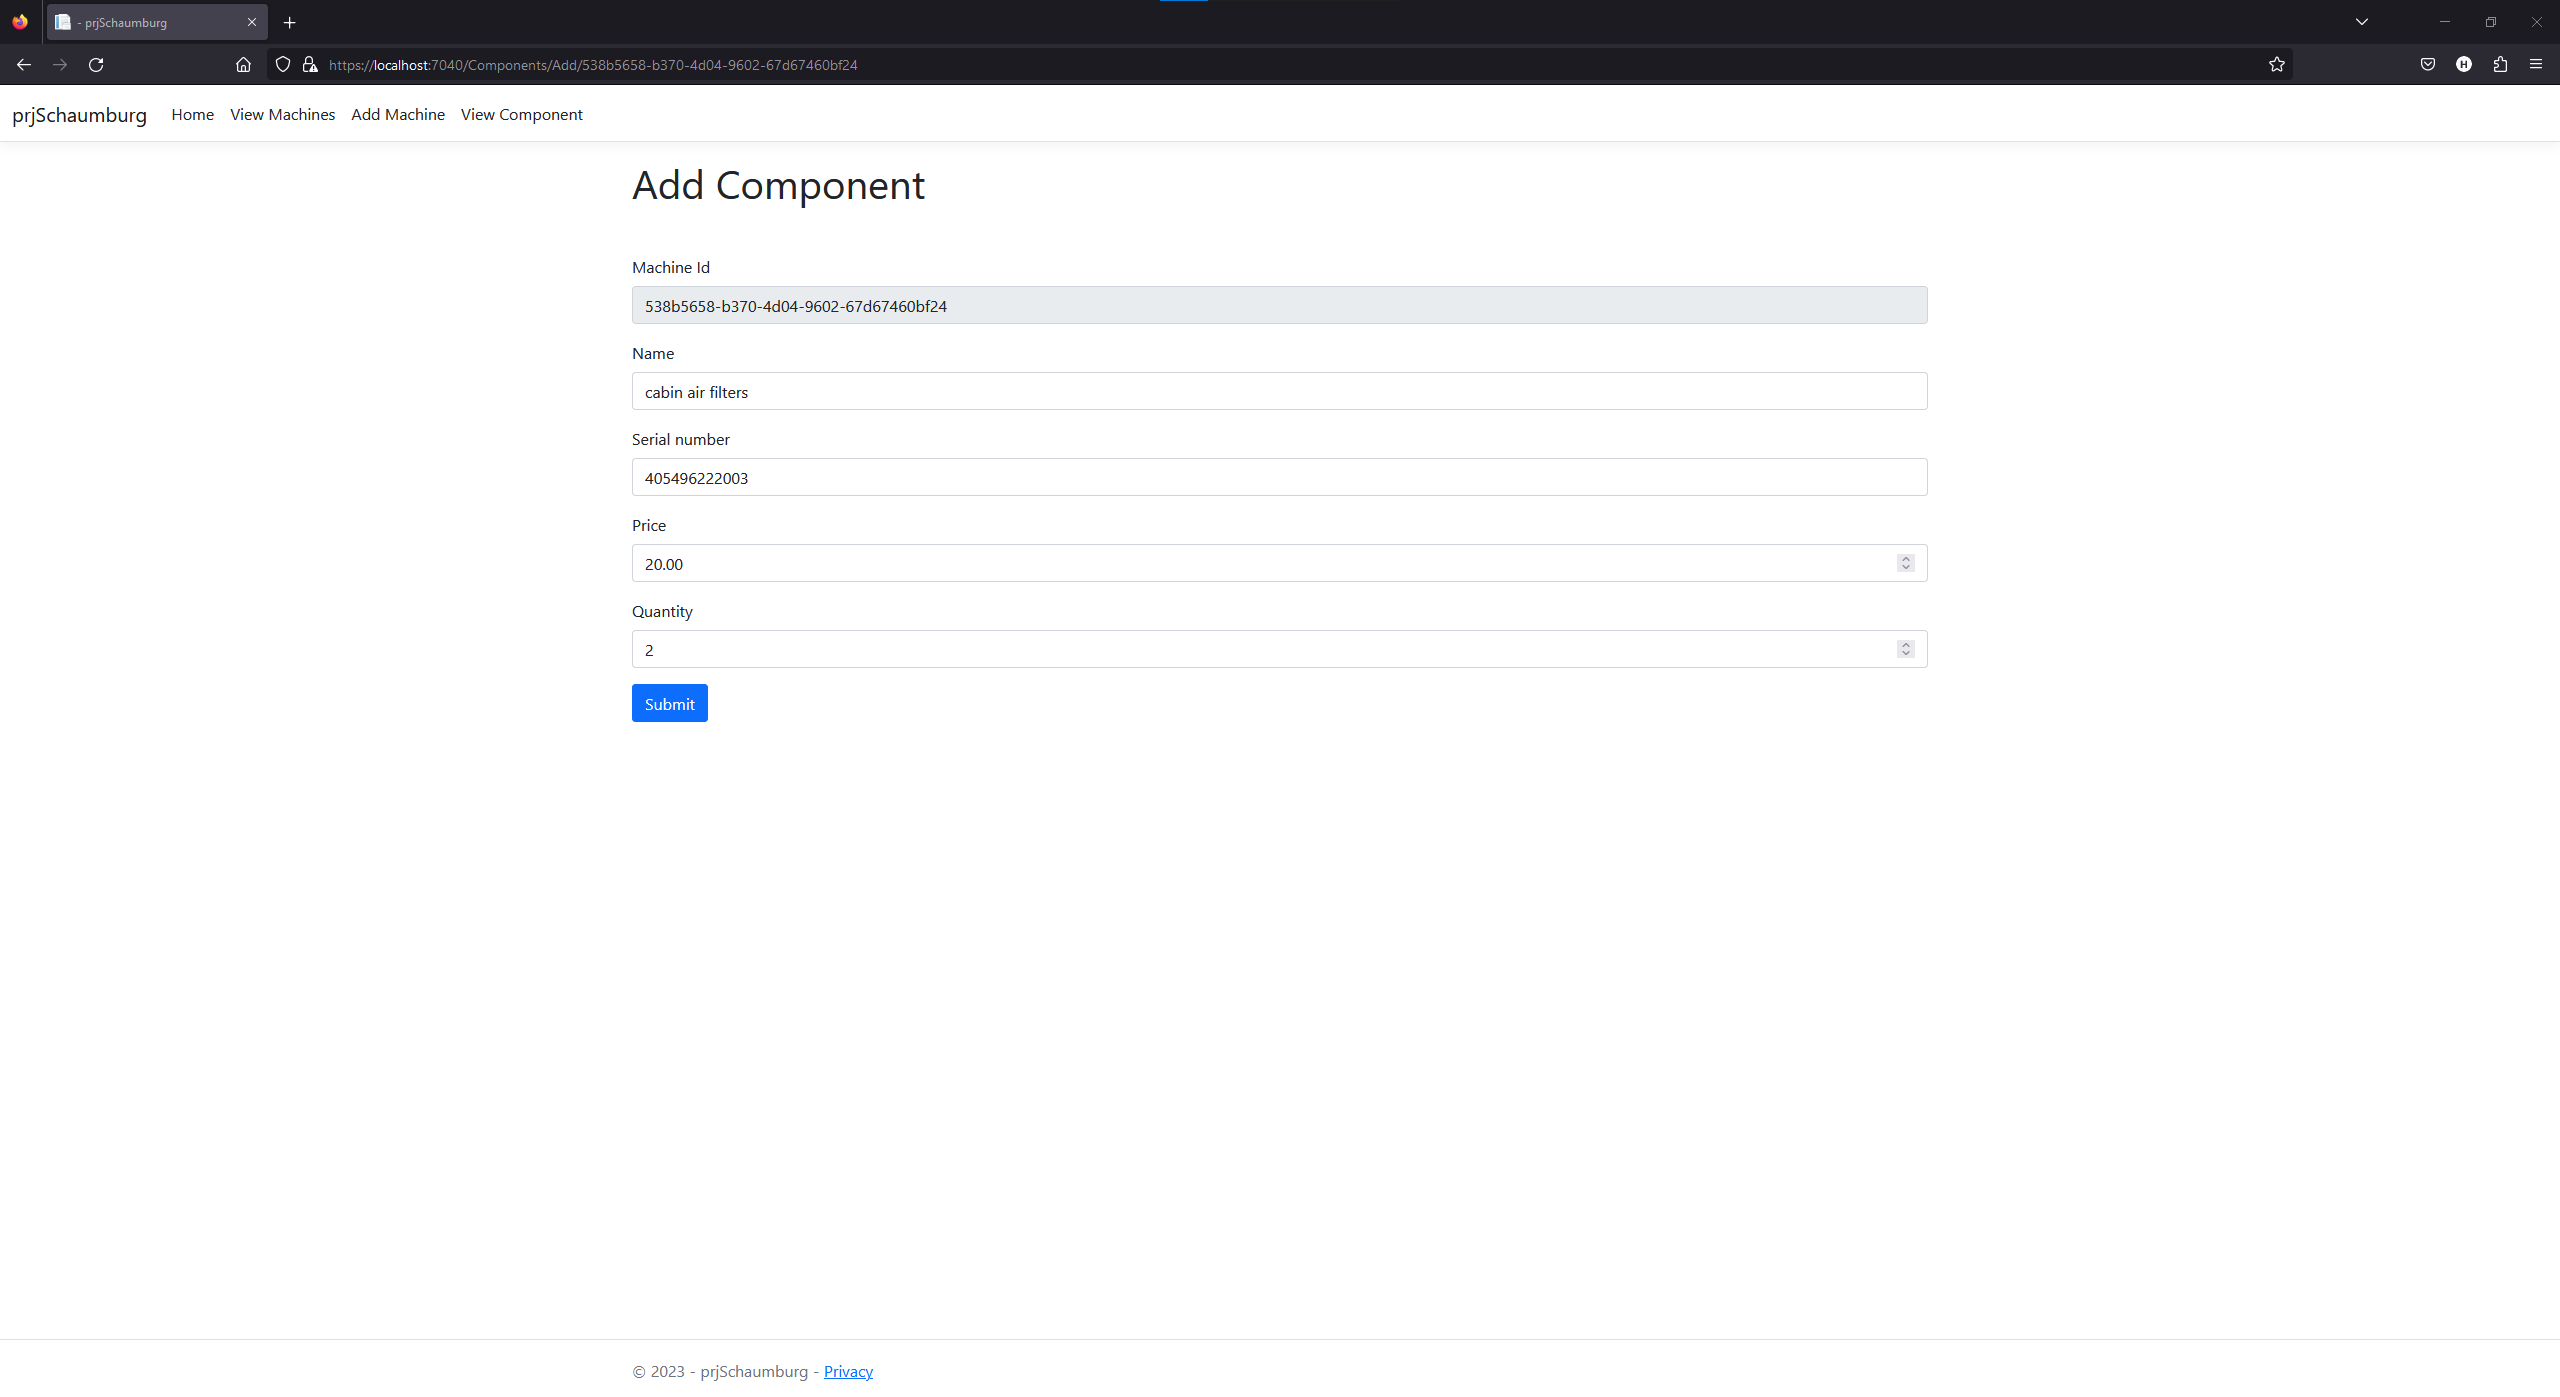 - prjSchaumburg
https://localhost:7040/Components/Add/538b5658-b370-4d04-9602-67d67460bf24
H
prjSchaumburg Home View Machines Add Machine View Component
Add Component
Machine Id
538b5658-b370-4d04-9602-67d67460bf24
Name
cabin air filters
Serial number
405496222003
Price
20.00
Quantity
2
Submit
© 2023 - prjSchaumburg - Privacy